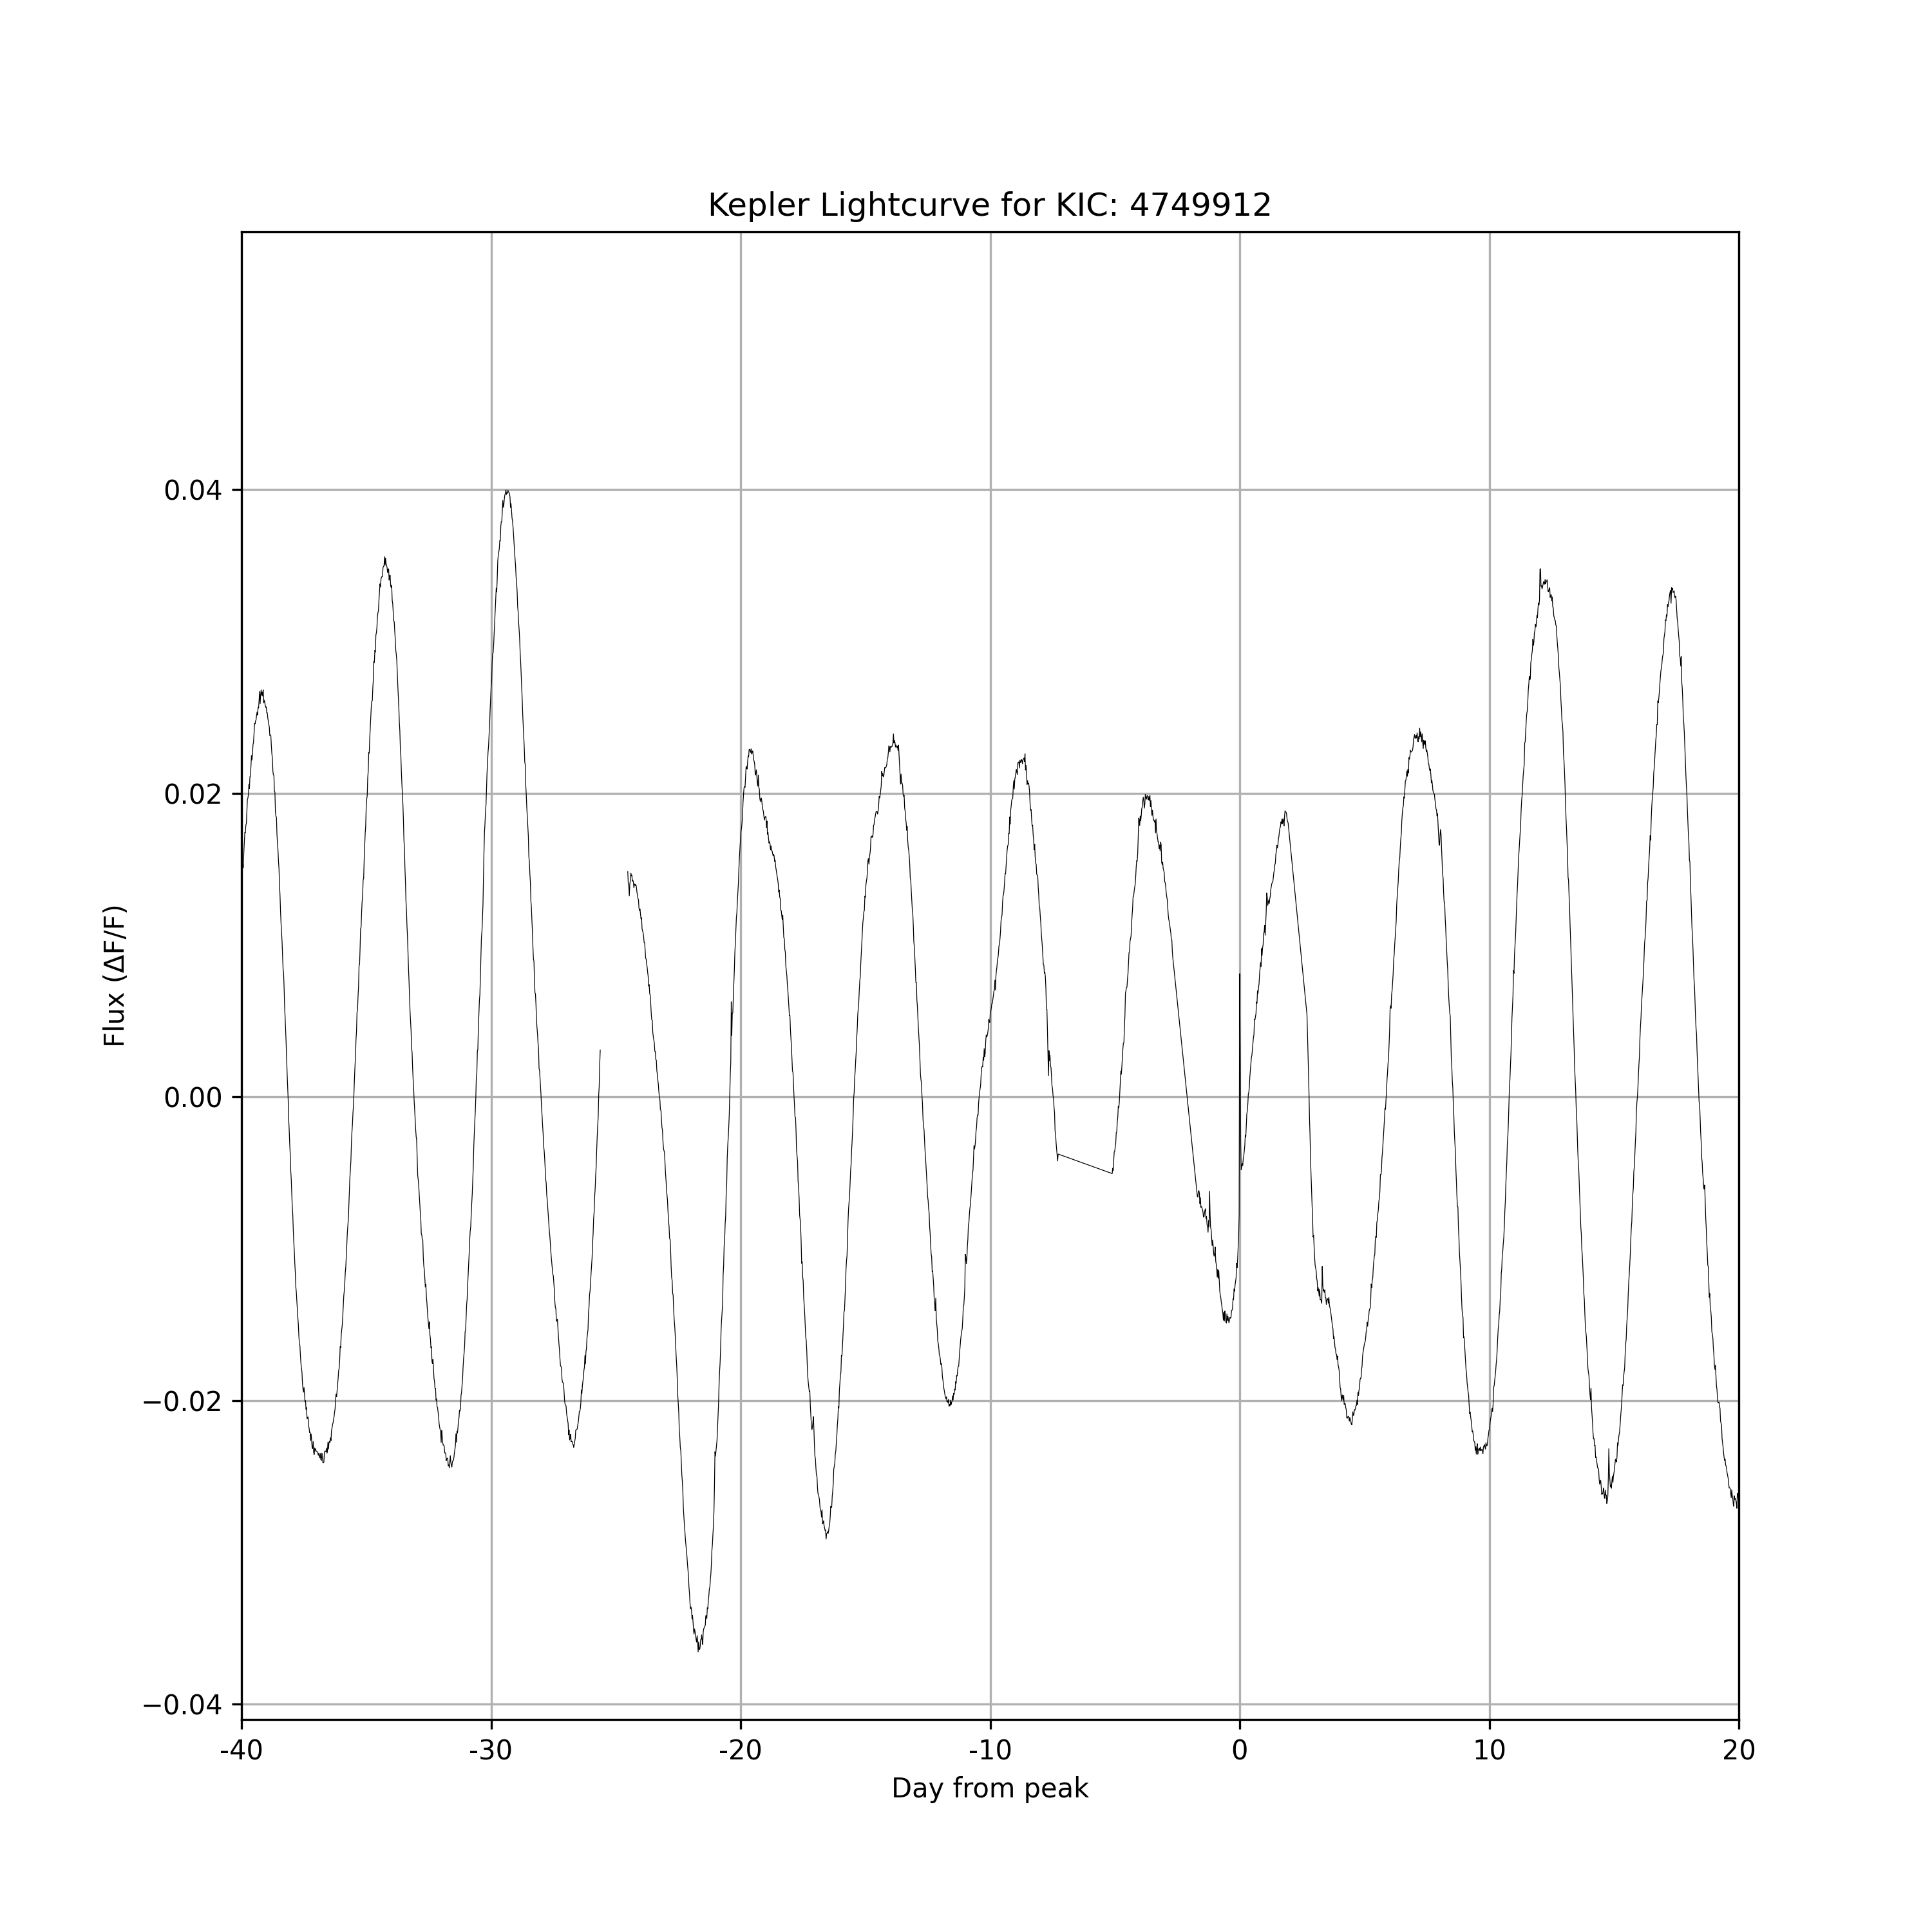 Kepler Lightcurve for KIC: 4749912
Flux (ΔF/F)
0.04
0.02
0.00
−0.02
−0.04
-40 -30 -20 -10 0 10 20
Day from peak